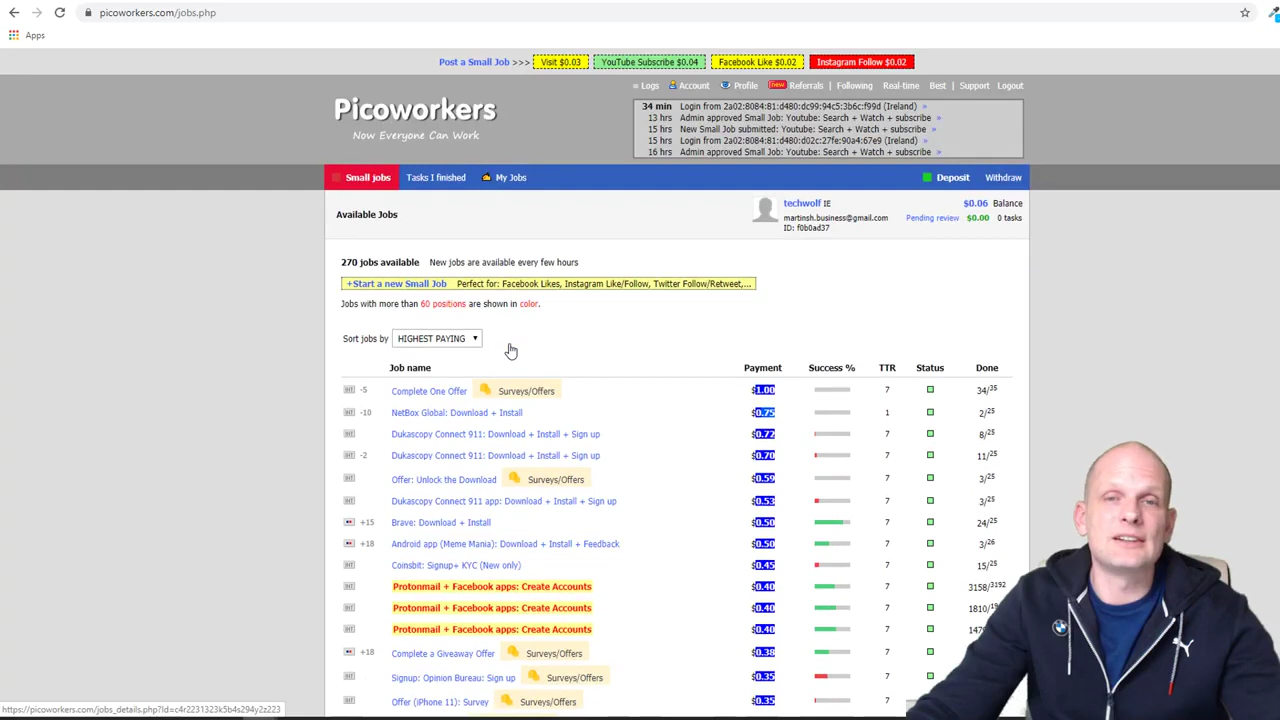 picoworkers.com/jobs.php
Apps
Post a Small Job >>> Visit $0.03 YouTube Subscribe $0.04 Facebook Like $0.02 Instagram Follow $0.02
Logs Account Profile new Referrals | Following Real-time Best | Support Logout
Picoworkers
Now Everyone Can Work
34 min Login from 2a02:8084:81:d480:dc99:94c5:3b6c:f99d (Ireland) »
13 hrs Admin approved Small Job: Youtube: Search + Watch + subscribe »
15 hrs New Small Job submitted: Youtube: Search + Watch + subscribe »
15 hrs Login from 2a02:8084:81:d480:d02c:27fe:90a4:67e9 (Ireland) »
16 hrs Admin approved Small Job: Youtube: Search + Watch + subscribe »
Small jobs Tasks I finished My Jobs Deposit Withdraw
Available Jobs
techwolf IE $0.06 Balance
martinsh.business@gmail.com Pending review $0.00 0 tasks
ID: f0b0ad37
270 jobs available New jobs are available every few hours
+Start a new Small Job Perfect for: Facebook Likes, Instagram Like/Follow, Twitter Follow/Retweet,...
Jobs with more than 60 positions are shown in color.
Sort jobs by HIGHEST PAYING
Job name Payment Success % TTR Status Done
-5 Complete One Offer Surveys/Offers $1.00 7 34/35
-10 NetBox Global: Download + Install $0.75 1 2/25
Dukascopy Connect 911: Download + Install + Sign up $0.72 7 8/25
-2 Dukascopy Connect 911: Download + Install + Sign up $0.70 7 11/25
Offer: Unlock the Download Surveys/Offers $0.59 7 3/25
Dukascopy Connect 911 app: Download + Install + Sign up $0.53 7 3/25
+15 Brave: Download + Install $0.50 7 24/25
+18 Android app (Meme Mania): Download + Install + Feedback $0.50 7 3/26
Coinsbit: Signup+ KYC (New only) $0.45 7 15/25
Protonmail + Facebook apps: Create Accounts $0.40 7 3158/3192
Protonmail + Facebook apps: Create Accounts $0.40 7 1810/
Protonmail + Facebook apps: Create Accounts $0.40 7
+18 Complete a Giveaway Offer Surveys/Offers $0.38 7
Signup: Opinion Bureau: Sign up Surveys/Offers $0.35 7
Offer (iPhone 11): Survey Surveys/Offers $0.35 7
https://picoworkers.com/jobs_details.php?Id=c4r2231323k5b4s294y2z223